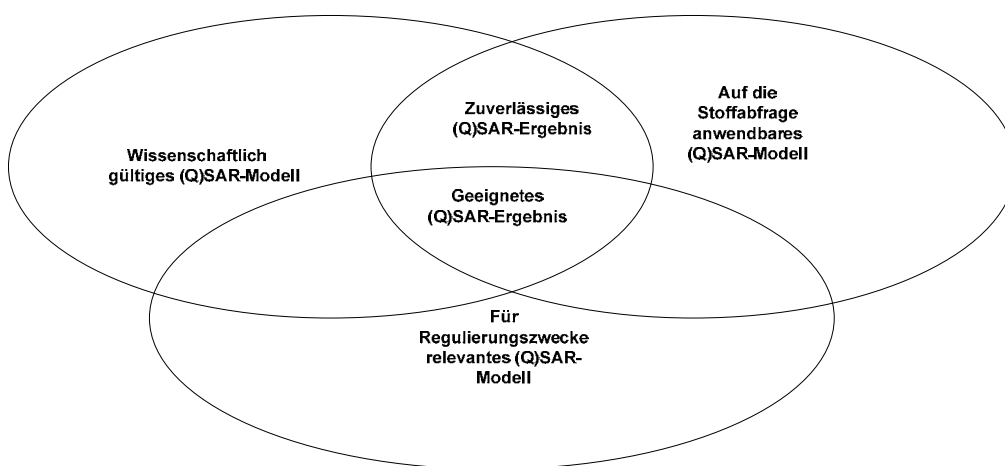 Wissenschaftlich
gültiges (Q)SAR-Modell
Zuverlässiges
(Q)SAR-Ergebnis
Auf die
Stoffabfrage
anwendbares
(Q)SAR-Modell
Geeignetes
(Q)SAR-Ergebnis
Für
Regulierungszwecke
relevantes (Q)SAR-
Modell